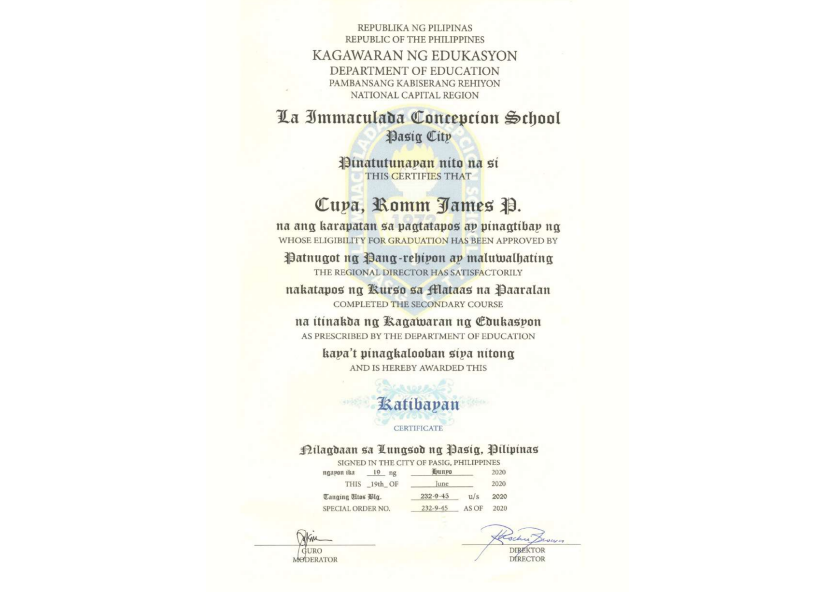 REPUBLIKA NG PILIPINAS
REPUBLIC OF THE PHILIPPINES
KAGAWARAN NG EDUKASYON
DEPARTMENT OF EDUCATION
PAMBANSANG KABISERANG REHIYON
NATIONAL CAPITAL REGION
La Immaculada Concepcion School
Pasig City
Pinatutunayan nito na si
THIS CERTIFIES THAT
Cuya, Romm James P.
na ang karapatan sa pagtatapos ay pinagtibay ng
WHOSE ELIGIBILITY FOR GRADUATION HAS BEEN APPROVED BY
Patnugot ng Pang-rehiyon ay maluwalhating
THE REGIONAL DIRECTOR HAS SATISFACTORILY
nakatapos ng Kurso sa Mataas na Paaralan
COMPLETED THE SECONDARY COURSE
na itinakda ng Kagawaran ng Edukasyon
AS PRESCRIBED BY THE DEPARTMENT OF EDUCATION
kaya't pinagkalooban siya nitong
AND IS HEREBY AWARDED THIS
Katibayan
CERTIFICATE
Nilagdaan sa Lungsod ng Pasig, Pilipinas
SIGNED IN THE CITY OF PASIG, PHILIPPINES
ngayon ika 19 ng Hunyo 2020
THIS _19th_ OF June 2020
Tanging Utos Blg. 232-9-45 u/s 2020
SPECIAL ORDER NO. 232-9-45 AS OF 2020
GURO DIREKTOR
MODERATOR DIRECTOR